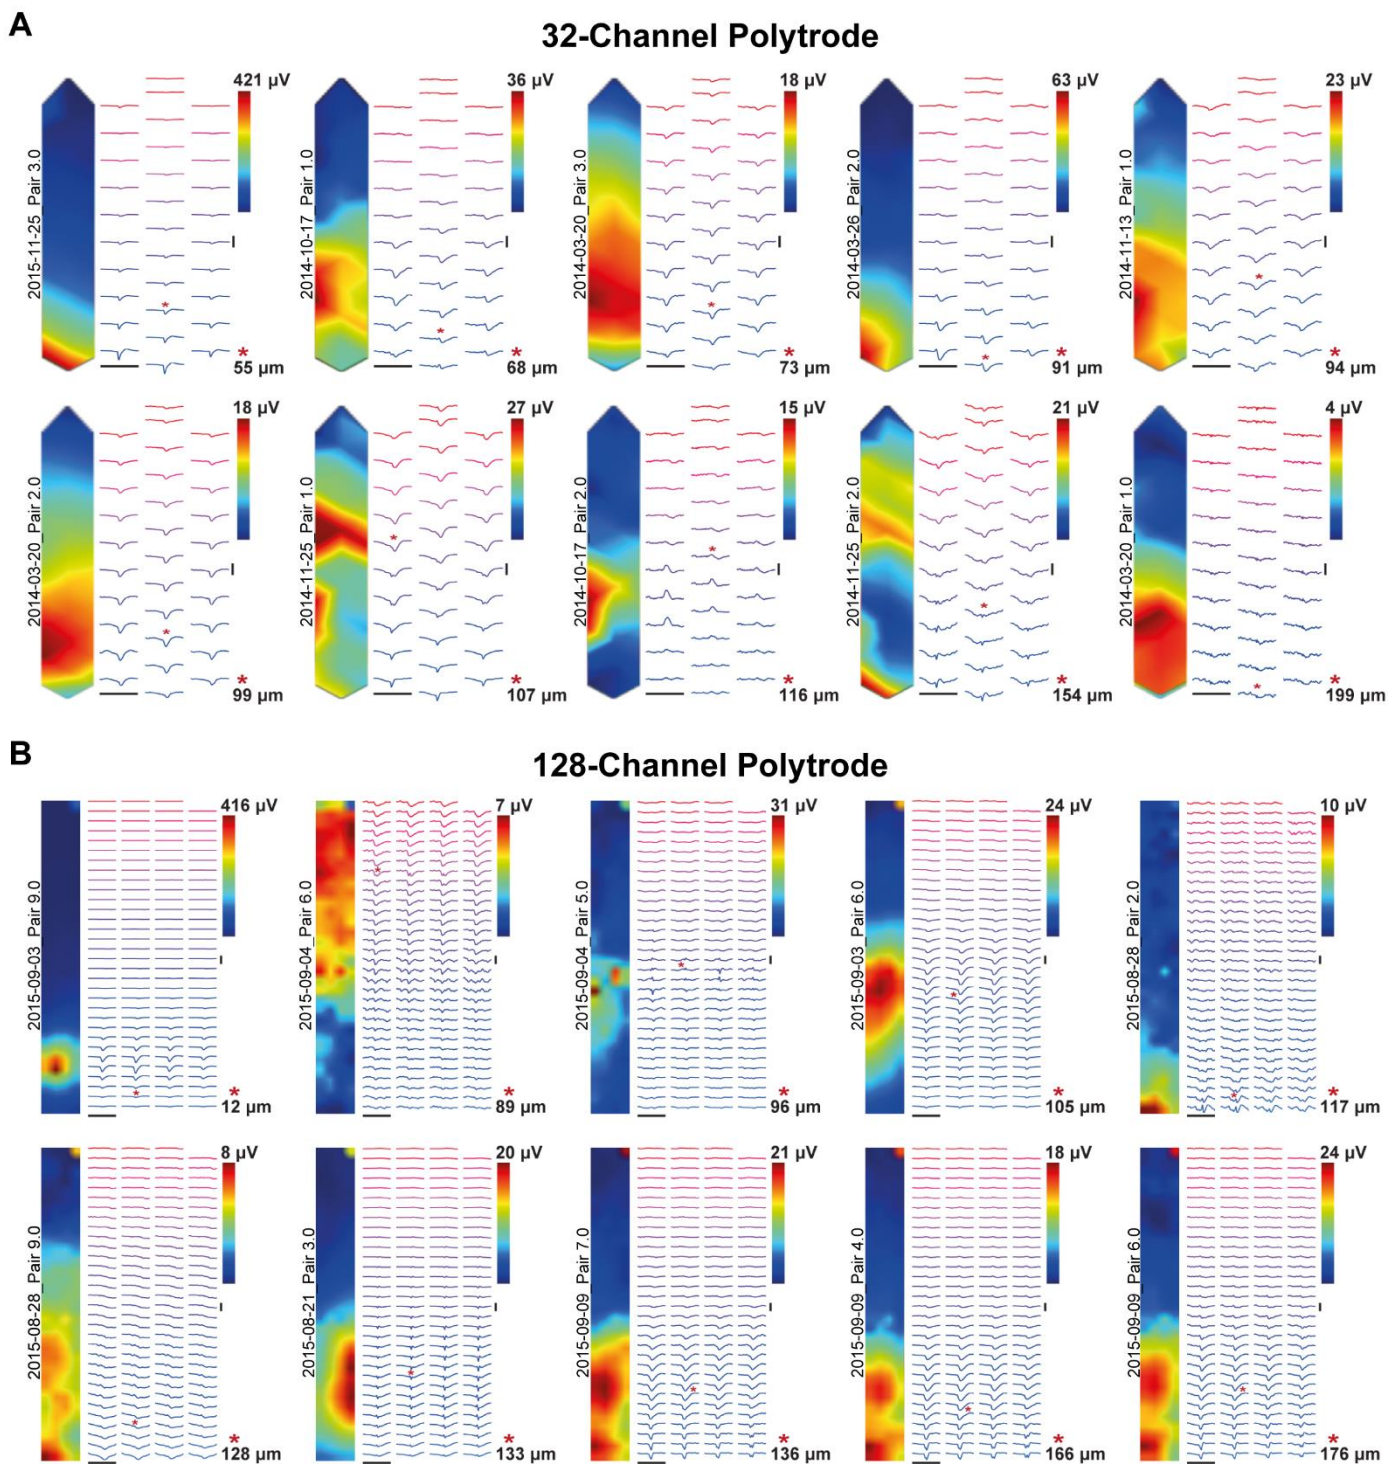 A
32-Channel Polytrode
2015-11-25_Pair 3.0
421 µV
*
*
55 µm
2014-10-17_Pair 1.0
36 µV
*
*
68 µm
2014-03-20_Pair 3.0
18 µV
*
*
73 µm
2014-03-26_Pair 2.0
63 µV
*
*
91 µm
2014-11-13_Pair 1.0
23 µV
*
*
94 µm
2014-03-20_Pair 2.0
18 µV
*
*
99 µm
2014-11-25_Pair 1.0
27 µV
*
*
107 µm
2014-10-17_Pair 2.0
15 µV
*
*
116 µm
2014-11-25_Pair 2.0
21 µV
*
*
154 µm
2014-03-20_Pair 1.0
4 µV
*
*
199 µm
B
128-Channel Polytrode
2015-09-03_Pair 9.0
416 µV
*
*
12 µm
2015-09-04_Pair 6.0
7 µV
*
*
89 µm
2015-09-04_Pair 5.0
31 µV
*
*
96 µm
2015-09-03_Pair 6.0
24 µV
*
*
105 µm
2015-08-28_Pair 2.0
10 µV
*
*
117 µm
2015-08-28_Pair 9.0
8 µV
*
*
128 µm
2015-08-21_Pair 3.0
20 µV
*
*
133 µm
2015-09-09_Pair 7.0
21 µV
*
*
136 µm
2015-09-09_Pair 4.0
18 µV
*
*
166 µm
2015-09-09_Pair 6.0
24 µV
*
*
176 µm